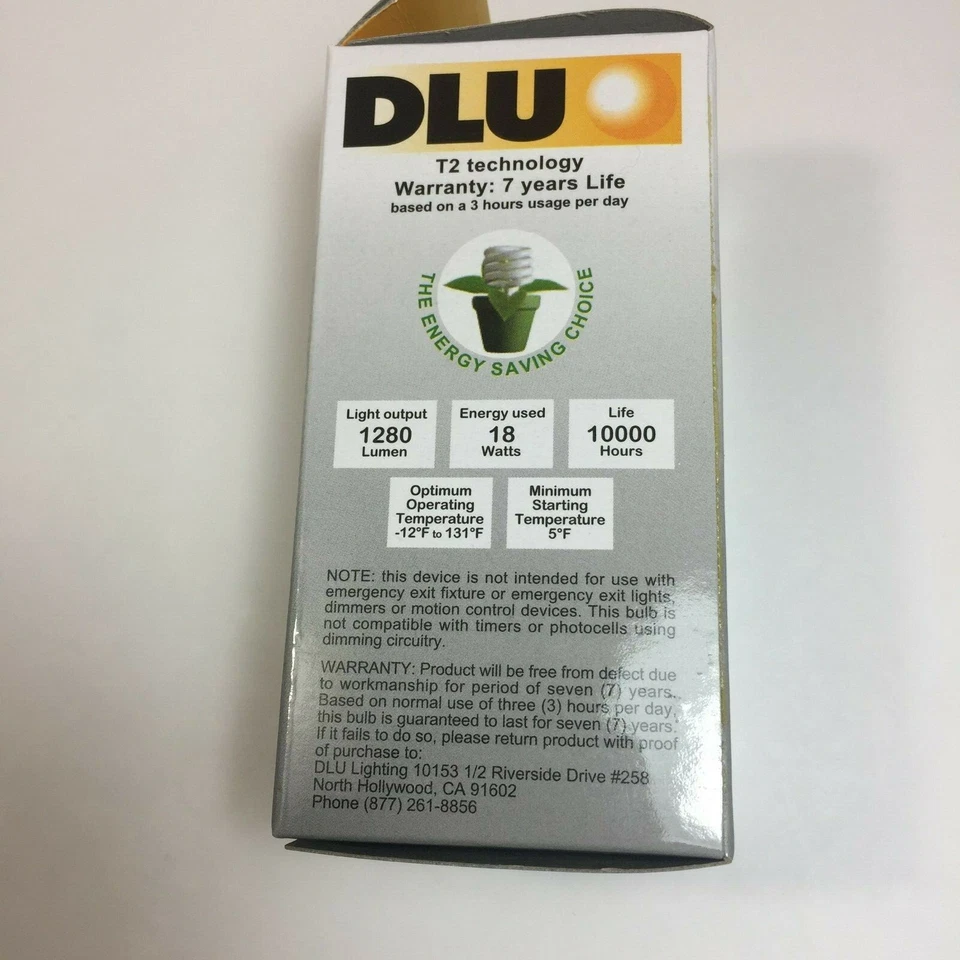 DLU
T2 technology
Warranty: 7 years Life
based on a 3 hours usage per day
THE ENERGY SAVING CHOICE
Light output
1280
Lumen
Energy used
18
Watts
Life
10000
Hours
Optimum
Operating
Temperature
-12°F to 131°F
Minimum
Starting
Temperature
5°F
NOTE: this device is not intended for use with
emergency exit fixture or emergency exit lights,
dimmers or motion control devices. This bulb is
not compatible with timers or photocells using
dimming circuitry.
WARRANTY: Product will be free from defect due
to workmanship for period of seven (7) years.
Based on normal use of three (3) hours per day,
this bulb is guaranteed to last for seven (7) years.
If it fails to do so, please return product with proof
of purchase to:
DLU Lighting 10153 1/2 Riverside Drive #258
North Hollywood, CA 91602
Phone (877) 261-8856